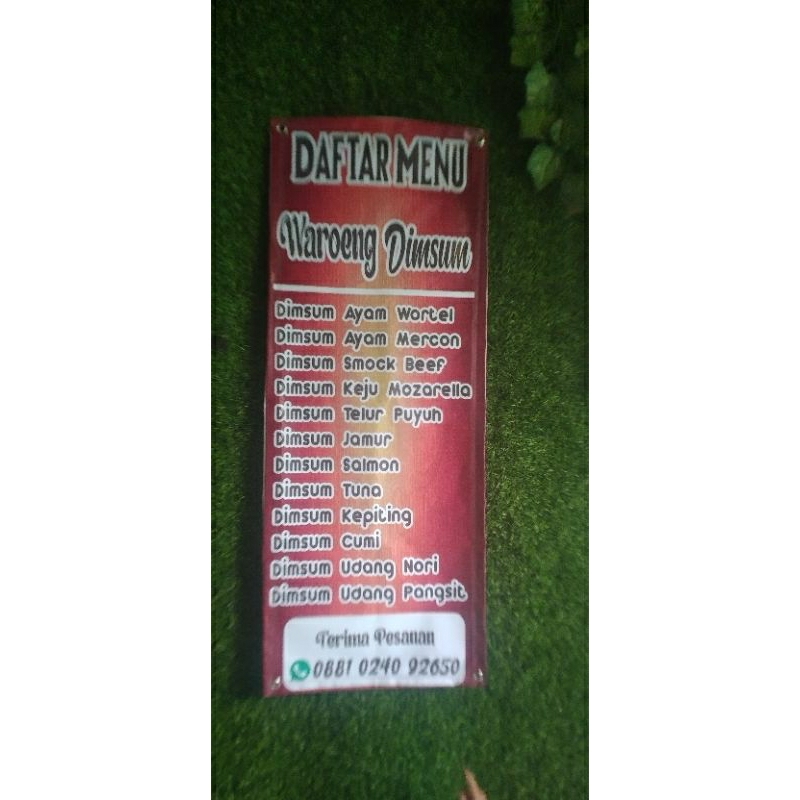 DAFTAR MENU
Waroeng Dimsum
Dimsum Ayam Wortel
Dimsum Ayam Mercon
Dimsum Smock Beef
Dimsum Keju Mozarella
Dimsum Telur Puyuh
Dimsum Jamur
Dimsum Salmon
Dimsum Tuna
Dimsum Kepiting
Dimsum Cumi
Dimsum Udang Nori
Dimsum Udang Pangsit
Terima Pesanan
0881 0240 92650